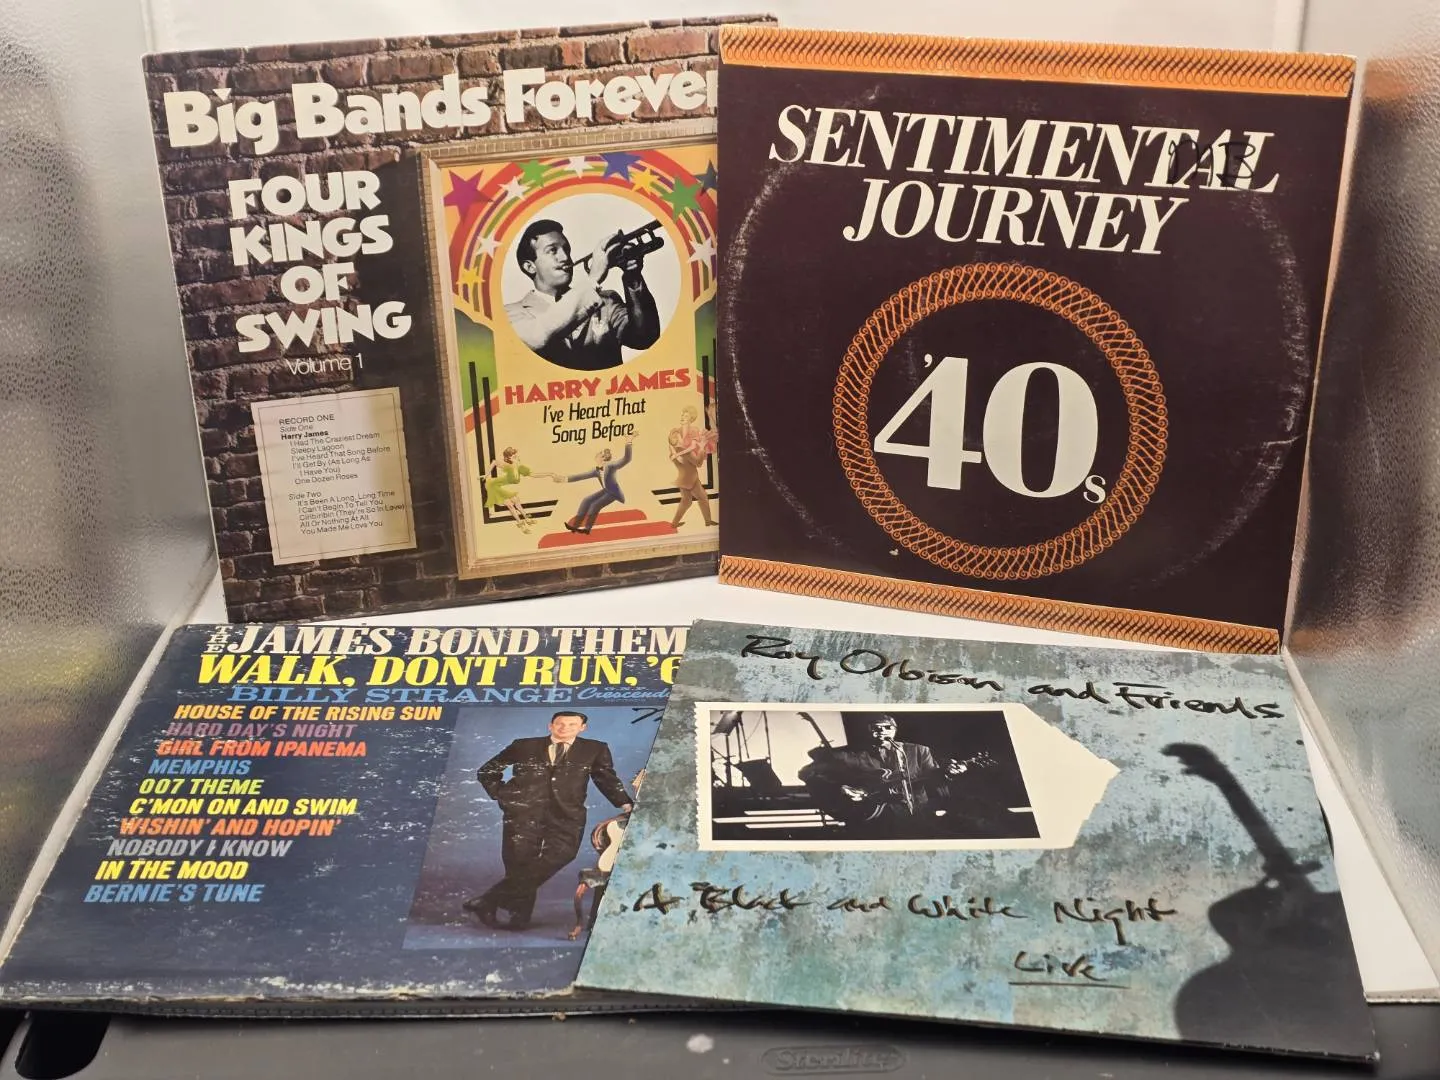 Big Bands Forever
FOUR
KINGS
OF
SWING
Volume 1
RECORD ONE
Side One
Harry James
I Had The Craziest Dream
Sleepy Lagoon
I've Heard That Song Before
I'll Get By (As Long As
I Have You)
One Dozen Roses
Side Two
It's Been A Long, Long Time
I Can't Begin To Tell You
Ciribiribin (They're So In Love)
All Or Nothing At All
You Made Me Love You
HARRY JAMES
I've Heard That
Song Before
SENTIMENTAL
JOURNEY
MB
'40s
THE JAMES BOND THEM
WALK, DONT RUN, '6
BILLY STRANGE GNP Crescendo
HOUSE OF THE RISING SUN
HARD DAY'S NIGHT
GIRL FROM IPANEMA
MEMPHIS
007 THEME
C'MON ON AND SWIM
WISHIN' AND HOPIN'
NOBODY I KNOW
IN THE MOOD
BERNIE'S TUNE
Roy Orbison and Friends
A Black and White Night
Live
Sterilite